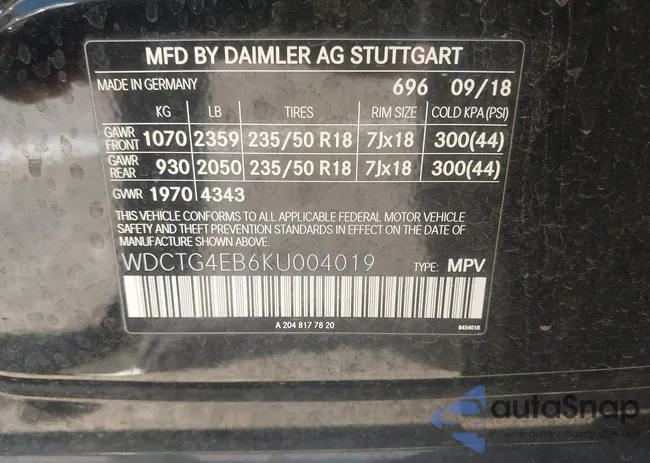 MFD BY DAIMLER AG STUTTGART
MADE IN GERMANY 696 09/18
KG LB TIRES RIM SIZE COLD KPA(PSI)
GAWR FRONT 1070 2359 235/50 R18 7Jx18 300(44)
GAWR REAR 930 2050 235/50 R18 7Jx18 300(44)
GVWR 1970 4343
THIS VEHICLE CONFORMS TO ALL APPLICABLE FEDERAL MOTOR VEHICLE
SAFETY AND THEFT PREVENTION STANDARDS IN EFFECT ON THE DATE OF
MANUFACTURE SHOWN ABOVE.
WDCTG4EB6KU004019 TYPE: MPV
A 204 817 78 20 8454018
autoSnap
Pewne auto z aukcji